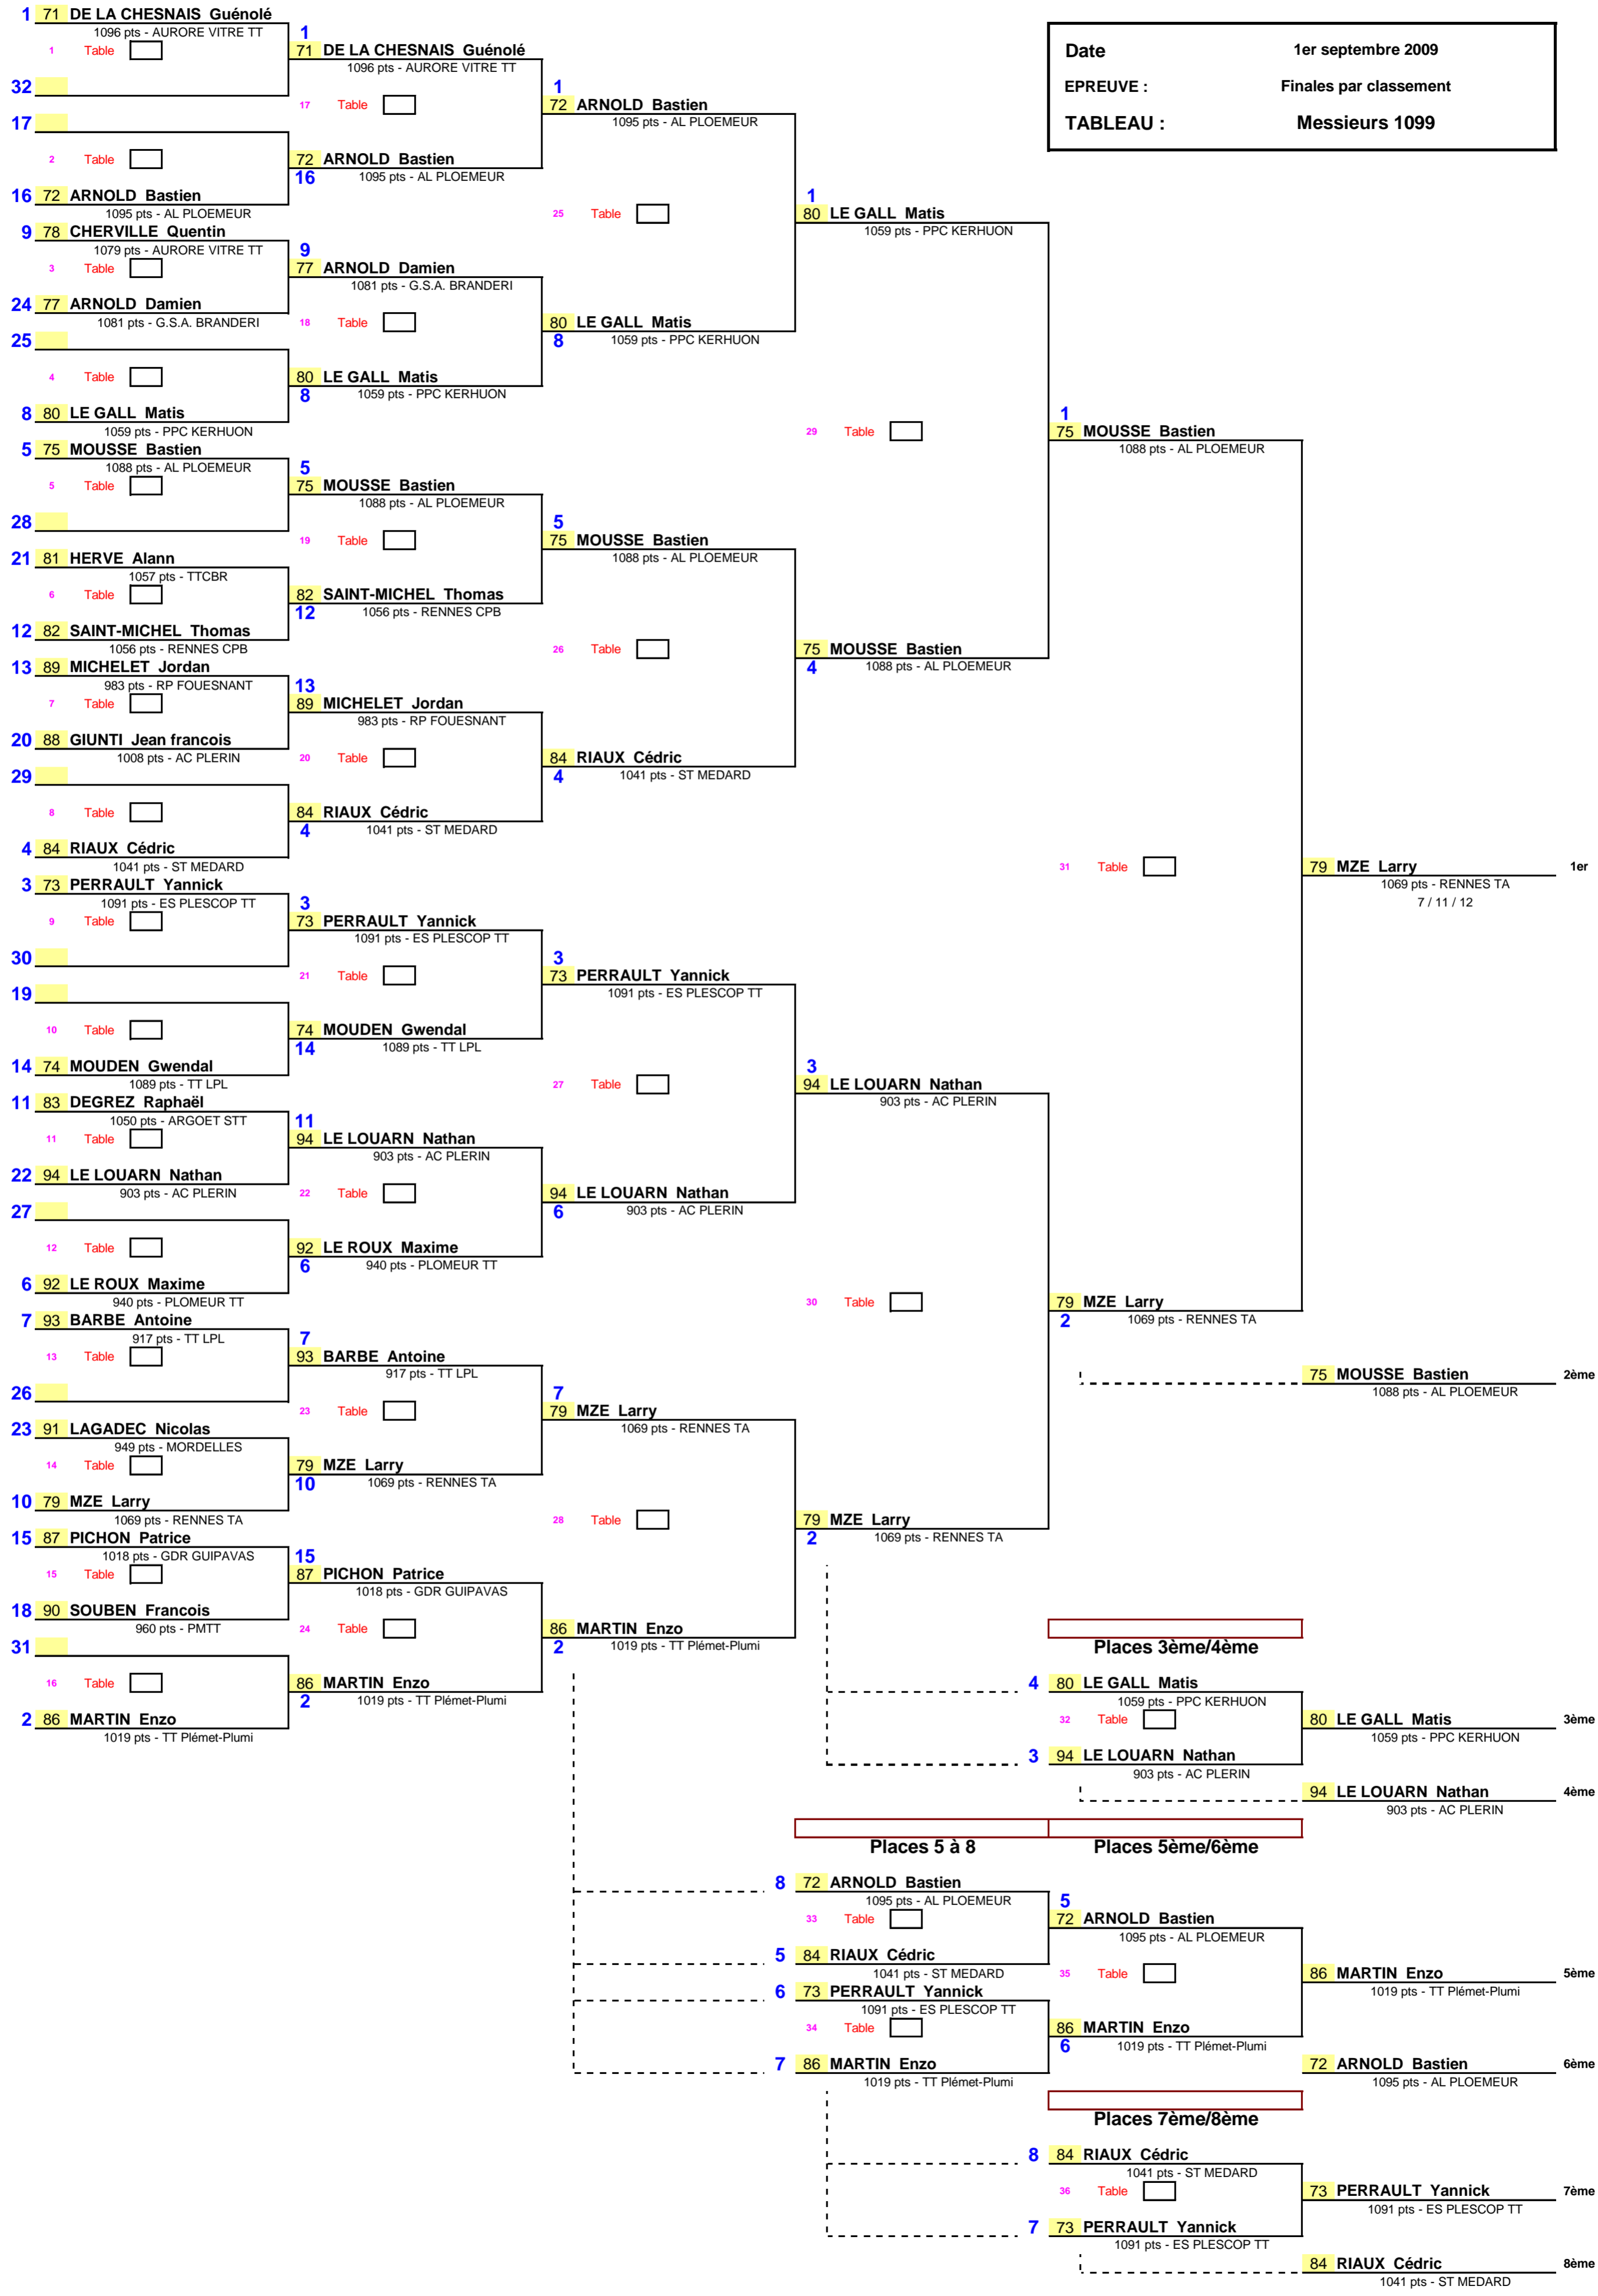 Date 1er septembre 2009
EPREUVE : Finales par classement
TABLEAU : Messieurs 1099
1 71 DE LA CHESNAIS Guénolé
1096 pts - AURORE VITRE TT
1 Table
32
17
2 Table
16 72 ARNOLD Bastien
1095 pts - AL PLOEMEUR
9 78 CHERVILLE Quentin
1079 pts - AURORE VITRE TT
3 Table
24 77 ARNOLD Damien
1081 pts - G.S.A. BRANDERI
25
4 Table
8 80 LE GALL Matis
1059 pts - PPC KERHUON
5 75 MOUSSE Bastien
1088 pts - AL PLOEMEUR
5 Table
28
21 81 HERVE Alann
1057 pts - TTCBR
6 Table
12 82 SAINT-MICHEL Thomas
1056 pts - RENNES CPB
13 89 MICHELET Jordan
983 pts - RP FOUESNANT
7 Table
20 88 GIUNTI Jean francois
1008 pts - AC PLERIN
29
8 Table
4 84 RIAUX Cédric
1041 pts - ST MEDARD
3 73 PERRAULT Yannick
1091 pts - ES PLESCOP TT
9 Table
30
19
10 Table
14 74 MOUDEN Gwendal
1089 pts - TT LPL
11 83 DEGREZ Raphaël
1050 pts - ARGOET STT
11 Table
22 94 LE LOUARN Nathan
903 pts - AC PLERIN
27
12 Table
6 92 LE ROUX Maxime
940 pts - PLOMEUR TT
7 93 BARBE Antoine
917 pts - TT LPL
13 Table
26
23 91 LAGADEC Nicolas
949 pts - MORDELLES
14 Table
10 79 MZE Larry
1069 pts - RENNES TA
15 87 PICHON Patrice
1018 pts - GDR GUIPAVAS
15 Table
18 90 SOUBEN Francois
960 pts - PMTT
31
16 Table
2 86 MARTIN Enzo
1019 pts - TT Plémet-Plumi
1
71 DE LA CHESNAIS Guénolé
1096 pts - AURORE VITRE TT
17 Table
72 ARNOLD Bastien
16 1095 pts - AL PLOEMEUR
9
77 ARNOLD Damien
1081 pts - G.S.A. BRANDERI
18 Table
80 LE GALL Matis
8 1059 pts - PPC KERHUON
5
75 MOUSSE Bastien
1088 pts - AL PLOEMEUR
19 Table
82 SAINT-MICHEL Thomas
12 1056 pts - RENNES CPB
13
89 MICHELET Jordan
983 pts - RP FOUESNANT
20 Table
84 RIAUX Cédric
4 1041 pts - ST MEDARD
3
73 PERRAULT Yannick
1091 pts - ES PLESCOP TT
21 Table
74 MOUDEN Gwendal
14 1089 pts - TT LPL
11
94 LE LOUARN Nathan
903 pts - AC PLERIN
22 Table
92 LE ROUX Maxime
6 940 pts - PLOMEUR TT
7
93 BARBE Antoine
917 pts - TT LPL
23 Table
79 MZE Larry
10 1069 pts - RENNES TA
15
87 PICHON Patrice
1018 pts - GDR GUIPAVAS
24 Table
86 MARTIN Enzo
2 1019 pts - TT Plémet-Plumi
1
72 ARNOLD Bastien
1095 pts - AL PLOEMEUR
25 Table
80 LE GALL Matis
8 1059 pts - PPC KERHUON
5
75 MOUSSE Bastien
1088 pts - AL PLOEMEUR
26 Table
84 RIAUX Cédric
4 1041 pts - ST MEDARD
3
73 PERRAULT Yannick
1091 pts - ES PLESCOP TT
27 Table
94 LE LOUARN Nathan
6 903 pts - AC PLERIN
7
79 MZE Larry
1069 pts - RENNES TA
28 Table
86 MARTIN Enzo
2 1019 pts - TT Plémet-Plumi
1
80 LE GALL Matis
1059 pts - PPC KERHUON
29 Table
75 MOUSSE Bastien
4 1088 pts - AL PLOEMEUR
3
94 LE LOUARN Nathan
903 pts - AC PLERIN
30 Table
79 MZE Larry
2 1069 pts - RENNES TA
1
75 MOUSSE Bastien
1088 pts - AL PLOEMEUR
31 Table
79 MZE Larry
2 1069 pts - RENNES TA
79 MZE Larry 1er
1069 pts - RENNES TA
7 / 11 / 12
75 MOUSSE Bastien 2ème
1088 pts - AL PLOEMEUR
Places 3ème/4ème
4 80 LE GALL Matis
1059 pts - PPC KERHUON
32 Table
3 94 LE LOUARN Nathan
903 pts - AC PLERIN
80 LE GALL Matis 3ème
1059 pts - PPC KERHUON
94 LE LOUARN Nathan 4ème
903 pts - AC PLERIN
Places 5 à 8 Places 5ème/6ème
8 72 ARNOLD Bastien
1095 pts - AL PLOEMEUR
33 Table
5 84 RIAUX Cédric
1041 pts - ST MEDARD
6 73 PERRAULT Yannick
1091 pts - ES PLESCOP TT
34 Table
7 86 MARTIN Enzo
1019 pts - TT Plémet-Plumi
5
72 ARNOLD Bastien
1095 pts - AL PLOEMEUR
35 Table
86 MARTIN Enzo
6 1019 pts - TT Plémet-Plumi
86 MARTIN Enzo 5ème
1019 pts - TT Plémet-Plumi
72 ARNOLD Bastien 6ème
1095 pts - AL PLOEMEUR
Places 7ème/8ème
8 84 RIAUX Cédric
1041 pts - ST MEDARD
36 Table
7 73 PERRAULT Yannick
1091 pts - ES PLESCOP TT
73 PERRAULT Yannick 7ème
1091 pts - ES PLESCOP TT
84 RIAUX Cédric 8ème
1041 pts - ST MEDARD